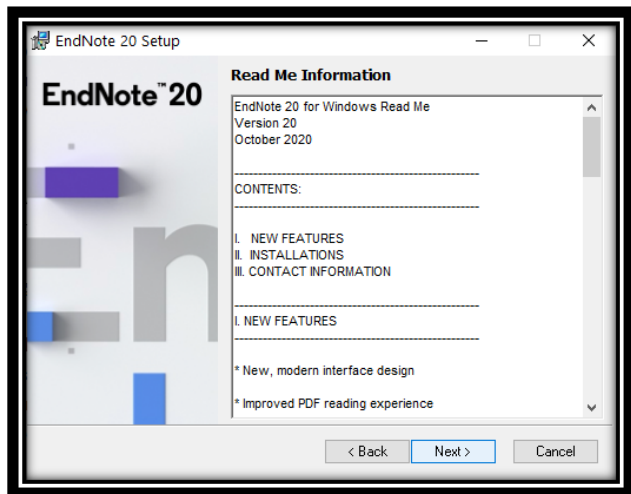 EndNote 20 Setup
EndNote™20
Read Me Information
EndNote 20 for Windows Read Me
Version 20
October 2020
------------------------------------------------------------
CONTENTS:
------------------------------------------------------------
I. NEW FEATURES
II. INSTALLATIONS
III. CONTACT INFORMATION
------------------------------------------------------------
I. NEW FEATURES
------------------------------------------------------------
* New, modern interface design
* Improved PDF reading experience
< Back Next > Cancel